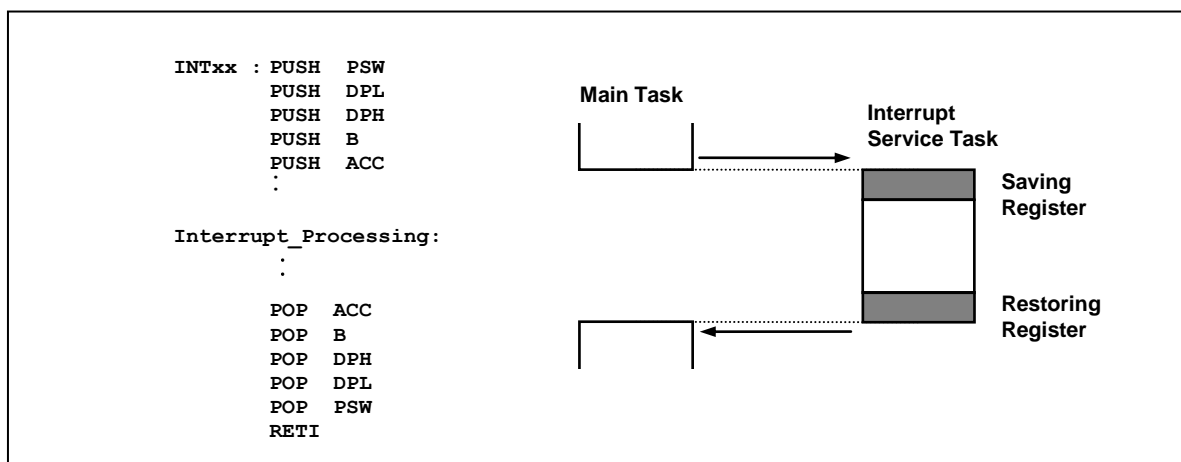 INTxx : PUSH PSW
PUSH DPL
PUSH DPH
PUSH B
PUSH ACC
:
Interrupt_Processing:
:
POP ACC
POP B
POP DPH
POP DPL
POP PSW
RETI
Main Task
Interrupt
Service Task
Saving
Register
Restoring
Register